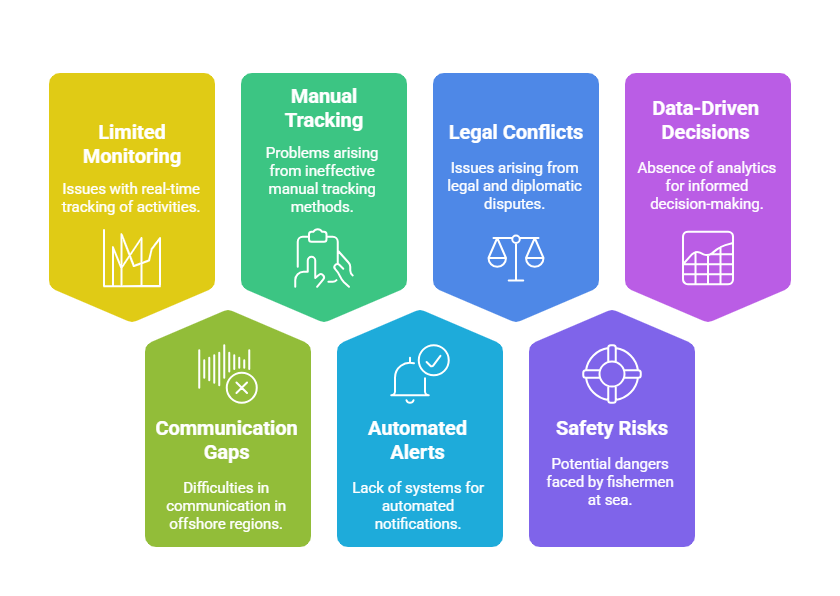 Limited
Monitoring
Issues with real-time
tracking of activities.
Manual
Tracking
Problems arising
from ineffective
manual tracking
methods.
Legal Conflicts
Issues arising from
legal and diplomatic
disputes.
Data-Driven
Decisions
Absence of analytics
for informed
decision-making.
Communication
Gaps
Difficulties in
communication in
offshore regions.
Automated
Alerts
Lack of systems for
automated
notifications.
Safety Risks
Potential dangers
faced by fishermen
at sea.